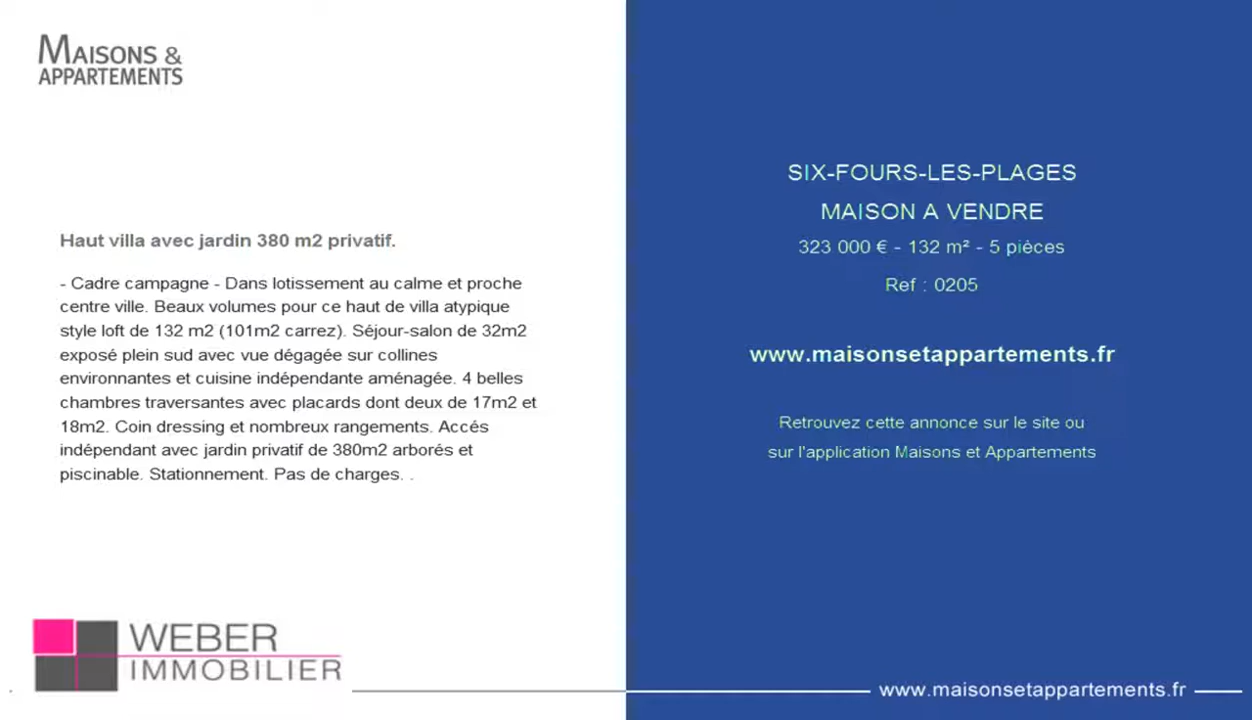 MAISONS &
APPARTEMENTS
Haut villa avec jardin 380 m2 privatif.
- Cadre campagne - Dans lotissement au calme et proche
centre ville. Beaux volumes pour ce haut de villa atypique
style loft de 132 m2 (101m2 carrez). Séjour-salon de 32m2
exposé plein sud avec vue dégagée sur collines
environnantes et cuisine indépendante aménagée. 4 belles
chambres traversantes avec placards dont deux de 17m2 et
18m2. Coin dressing et nombreux rangements. Accés
indépendant avec jardin privatif de 380m2 arborés et
piscinable. Stationnement. Pas de charges. .
WEBER
IMMOBILIER
SIX-FOURS-LES-PLAGES
MAISON A VENDRE
323 000 € - 132 m² - 5 pièces
Ref : 0205
www.maisonsetappartements.fr
Retrouvez cette annonce sur le site ou
sur l'application Maisons et Appartements
www.maisonsetappartements.fr